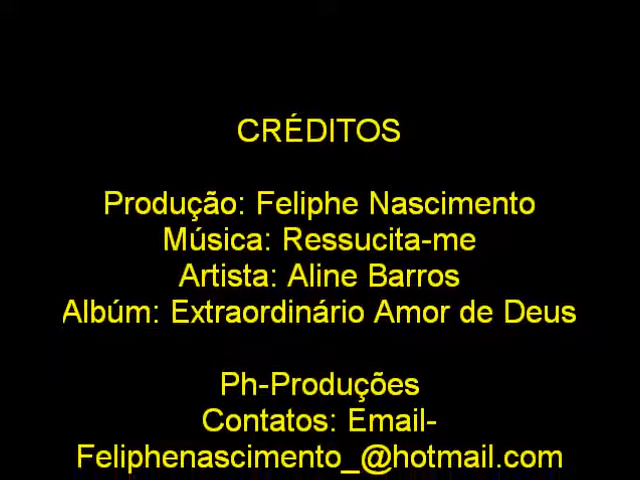 CRÉDITOS
Produção: Feliphe Nascimento
Música: Ressucita-me
Artista: Aline Barros
Albúm: Extraordinário Amor de Deus
Ph-Produções
Contatos: Email-
Feliphenascimento_@hotmail.com